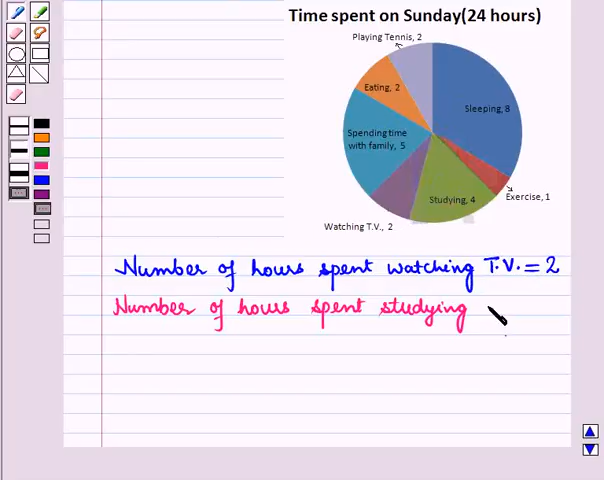 Time spent on Sunday(24 hours)
Playing Tennis, 2
Eating, 2
Sleeping, 8
Spending time
with family, 5
Exercise, 1
Studying, 4
Watching T.V., 2
Number of hours spent watching T.V. = 2
Number of hours spent studying